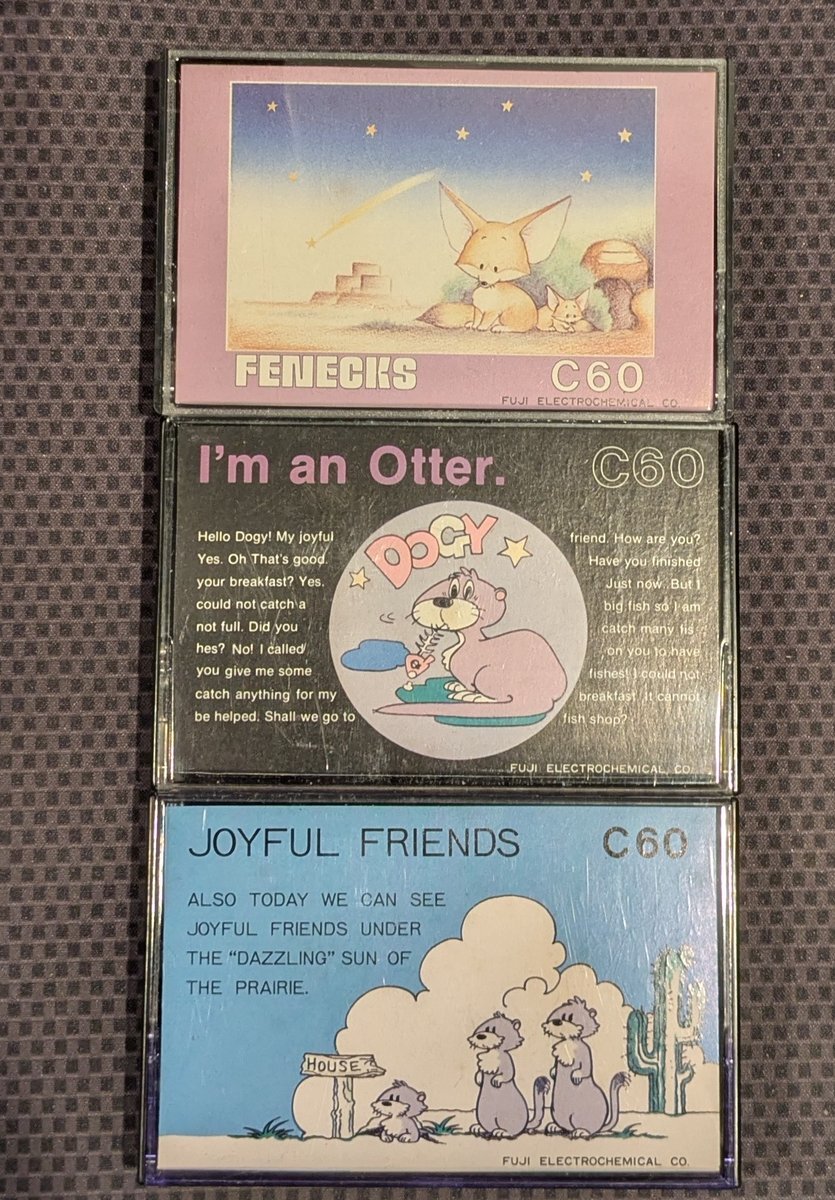 FENECKS C60
FUJI ELECTROCHEMICAL CO
I'm an Otter. C60
DOGY
Hello Dogy! My joyful friend. How are you?
Yes. Oh That's good. Have you finished
your breakfast? Yes. Just now. But I
could not catch a big fish so I am
not full. Did you catch many fis
hes? No! I called on you to have
you give me some fishes! I could not
catch anything for my breakfast. It cannot
be helped. Shall we go to fish shop?
FUJI ELECTROCHEMICAL CO.
JOYFUL FRIENDS C60
ALSO TODAY WE CAN SEE
JOYFUL FRIENDS UNDER
THE "DAZZLING" SUN OF
THE PRAIRIE.
HOUSE
FUJI ELECTROCHEMICAL CO.